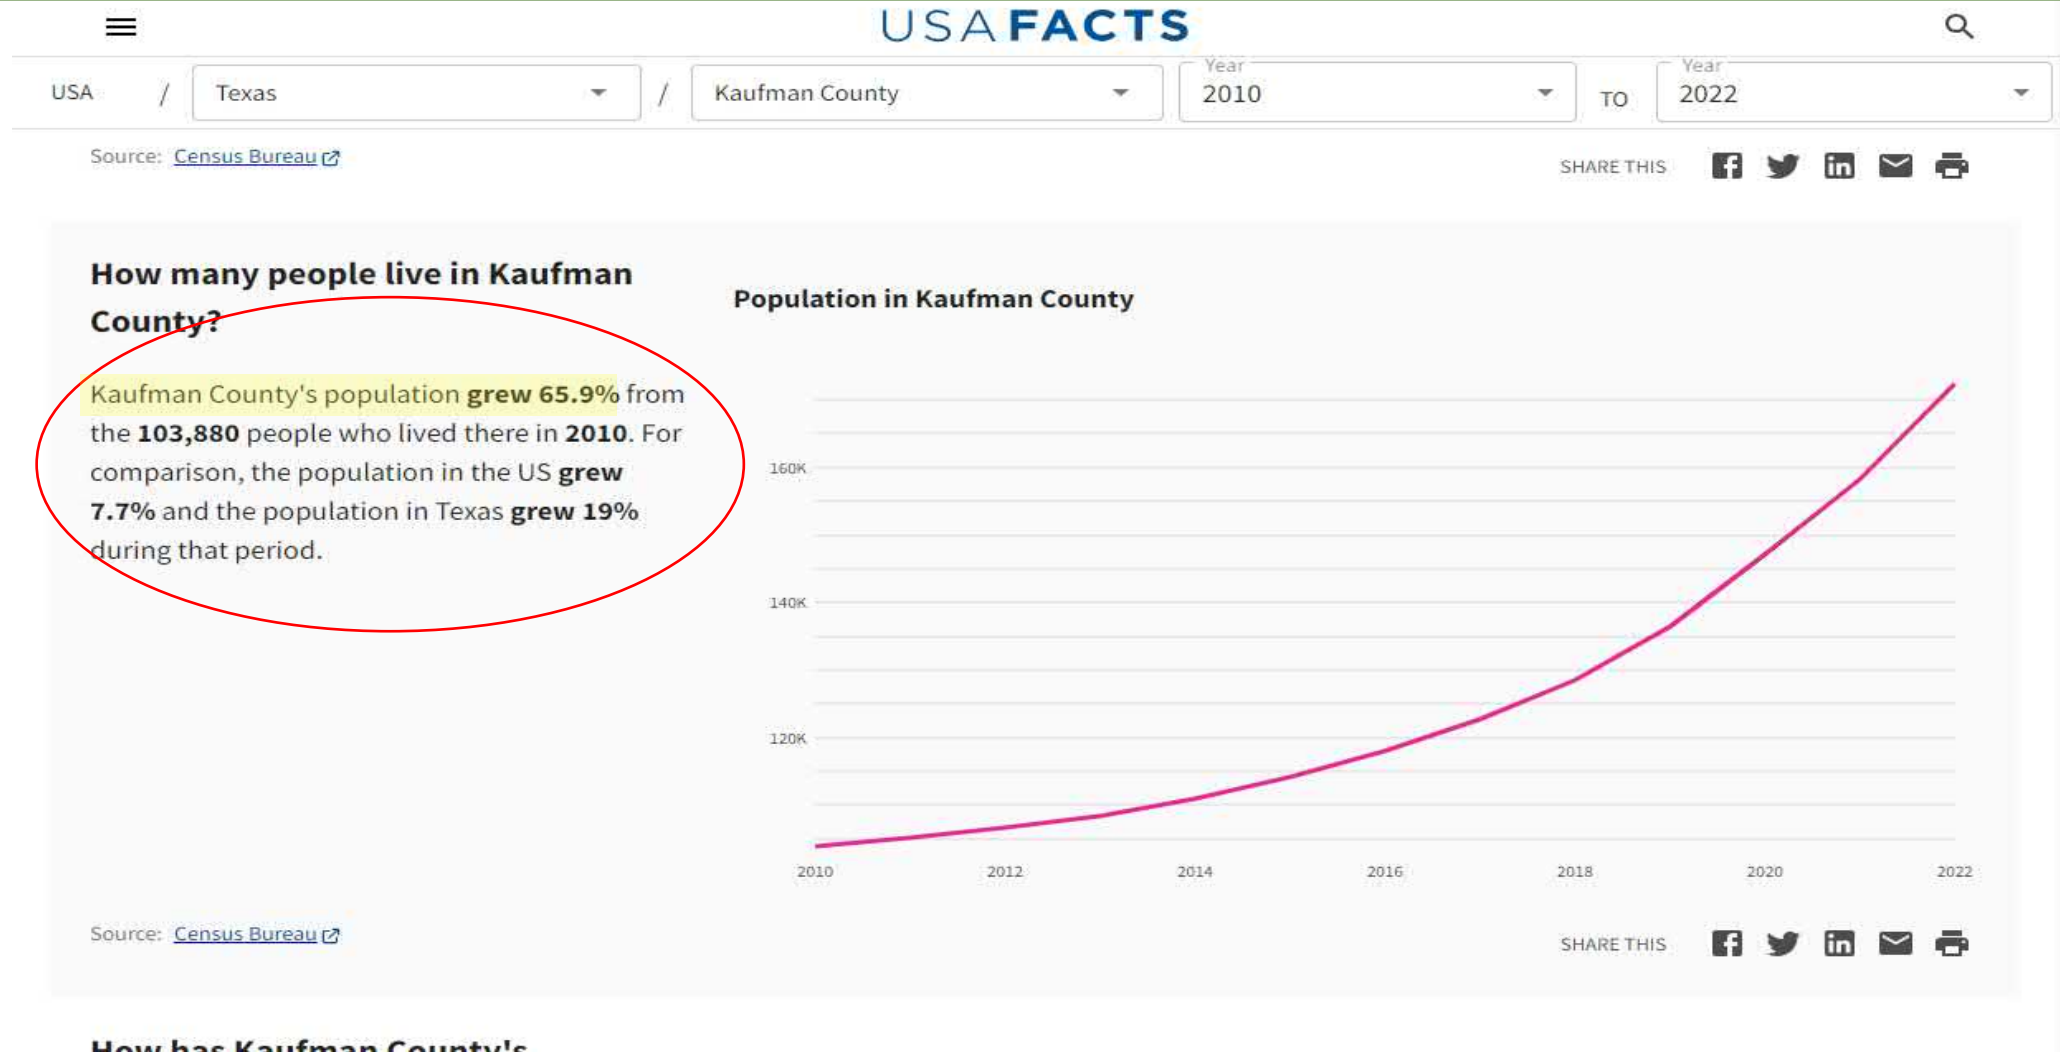 USAFACTS
USA / Texas / Kaufman County Year 2010 TO Year 2022
Source: Census Bureau SHARE THIS
How many people live in Kaufman
County?
Kaufman County's population grew 65.9% from
the 103,880 people who lived there in 2010. For
comparison, the population in the US grew
7.7% and the population in Texas grew 19%
during that period.
Population in Kaufman County
160K
140K
120K
2010 2012 2014 2016 2018 2020 2022
Source: Census Bureau SHARE THIS
How has Kaufman County's